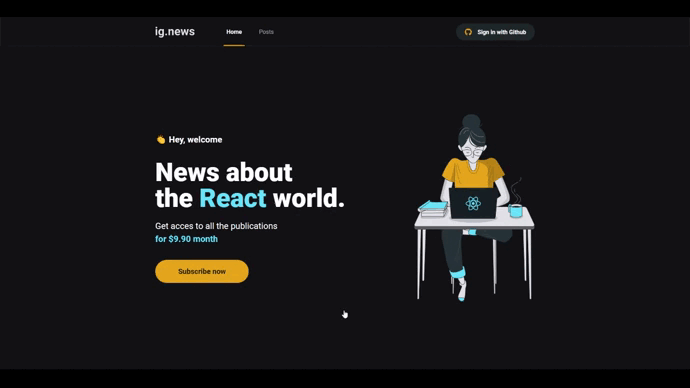 ig.news
Home
Posts
Sign in with Github
👏 Hey, welcome
News about
the React world.
Get acces to all the publications
for $9.90 month
Subscribe now